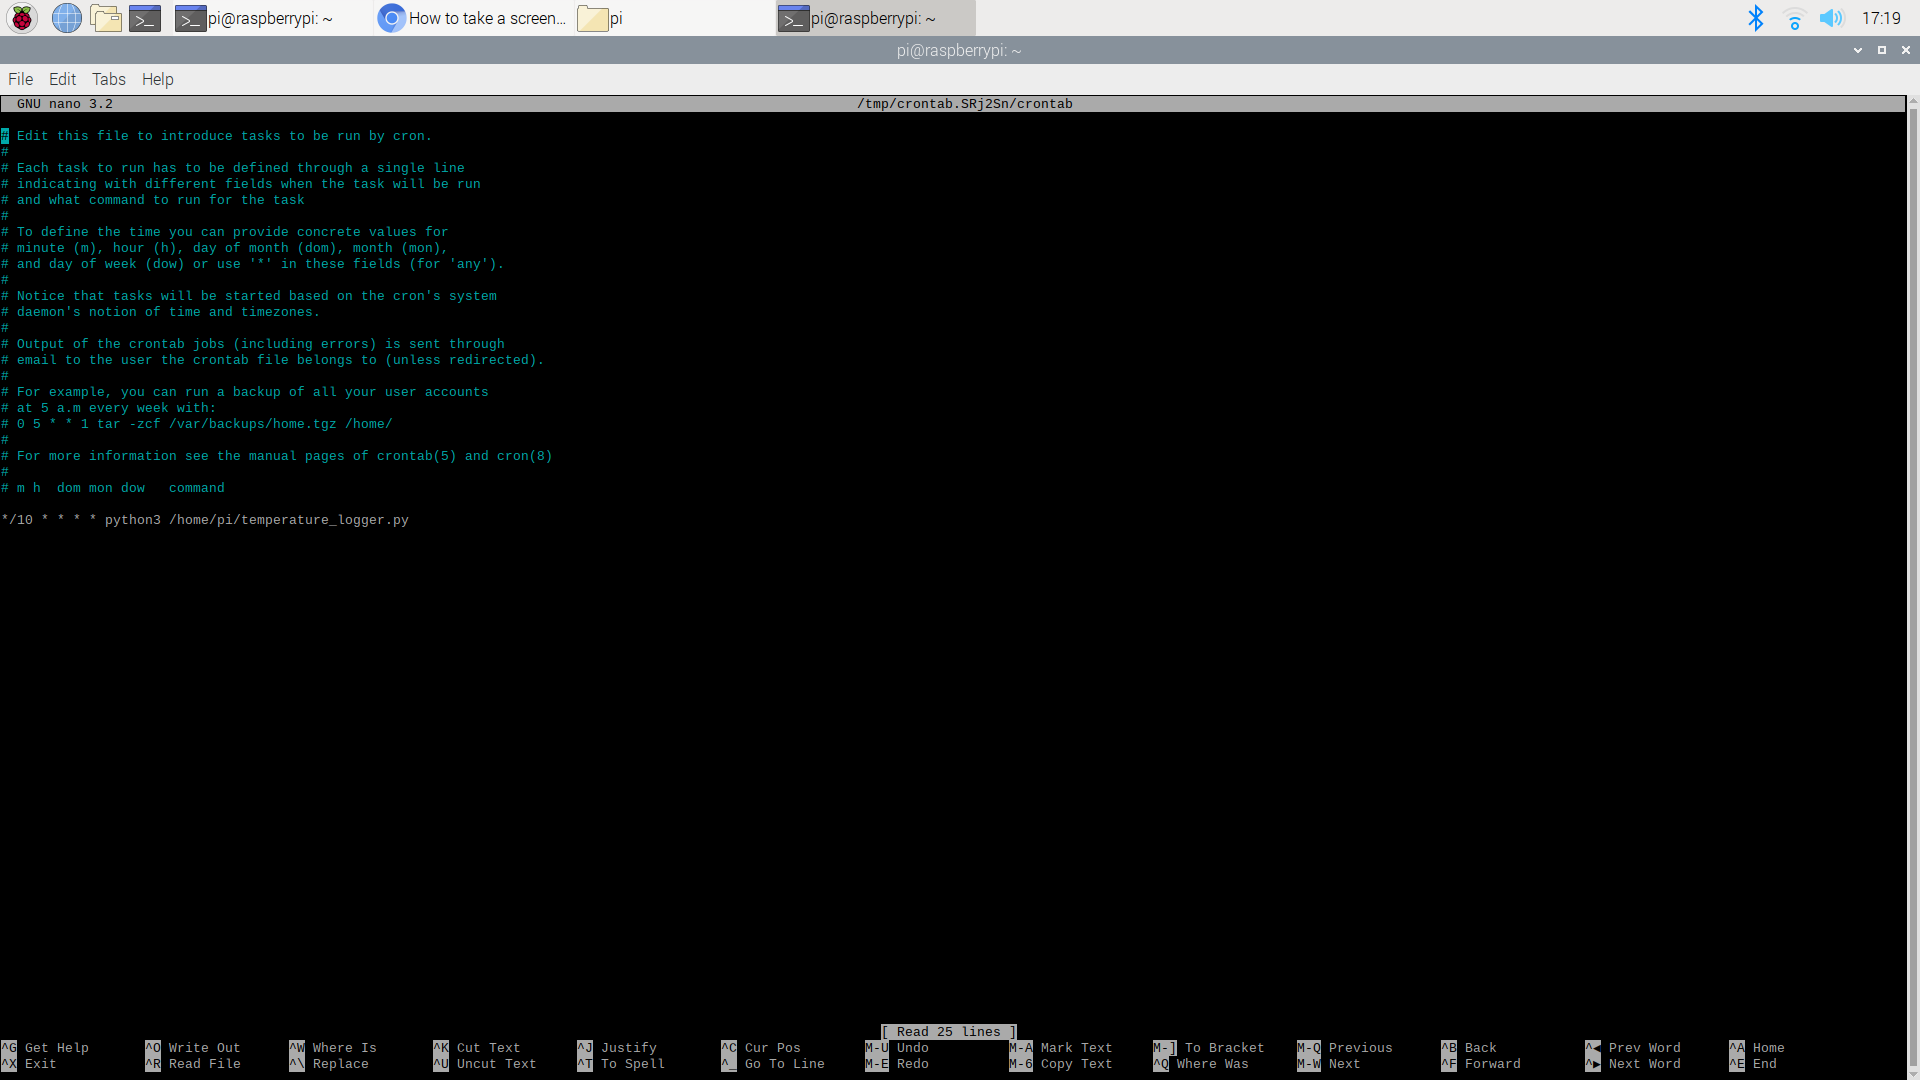 pi@raspberrypi: ~ How to take a screen... pi pi@raspberrypi: ~ 17:19
pi@raspberrypi: ~
File Edit Tabs Help
GNU nano 3.2 /tmp/crontab.SRj2Sn/crontab
# Edit this file to introduce tasks to be run by cron.
#
# Each task to run has to be defined through a single line
# indicating with different fields when the task will be run
# and what command to run for the task
#
# To define the time you can provide concrete values for
# minute (m), hour (h), day of month (dom), month (mon),
# and day of week (dow) or use '*' in these fields (for 'any').
#
# Notice that tasks will be started based on the cron's system
# daemon's notion of time and timezones.
#
# Output of the crontab jobs (including errors) is sent through
# email to the user the crontab file belongs to (unless redirected).
#
# For example, you can run a backup of all your user accounts
# at 5 a.m every week with:
# 0 5 * * 1 tar -zcf /var/backups/home.tgz /home/
#
# For more information see the manual pages of crontab(5) and cron(8)
#
# m h  dom mon dow   command
*/10 * * * * python3 /home/pi/temperature_logger.py
[ Read 25 lines ]
^G Get Help ^O Write Out ^W Where Is ^K Cut Text ^J Justify ^C Cur Pos M-U Undo M-A Mark Text M-] To Bracket M-Q Previous ^B Back ^◀ Prev Word ^A Home
^X Exit ^R Read File ^\ Replace ^U Uncut Text ^T To Spell ^_ Go To Line M-E Redo M-6 Copy Text ^Q Where Was M-W Next ^F Forward ^▶ Next Word ^E End